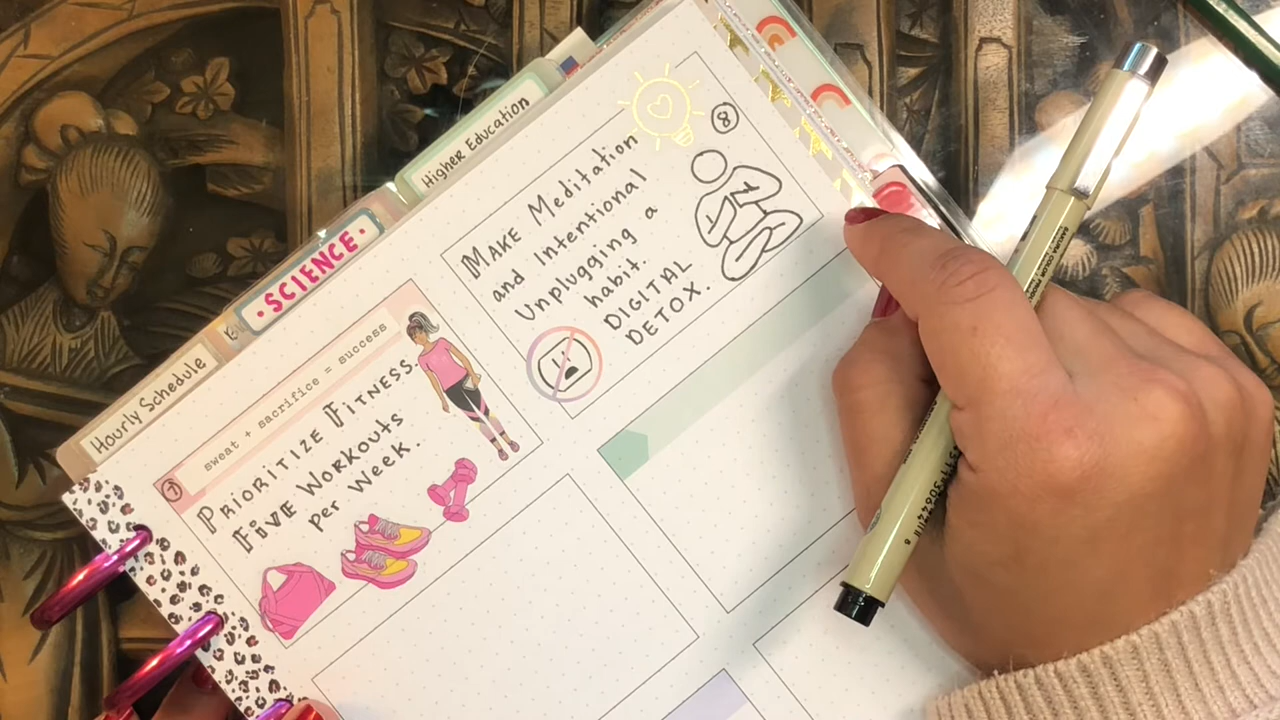 Higher Education
·SCIENCE·
Hourly Schedule
7
sweat + sacrifice = success
PRIORITIZE FITNESS.
FIVE WORKOUTS
per Week.
8
MAKE Meditation
and Intentional
Unplugging a
habit.
DIGITAL
DETOX.